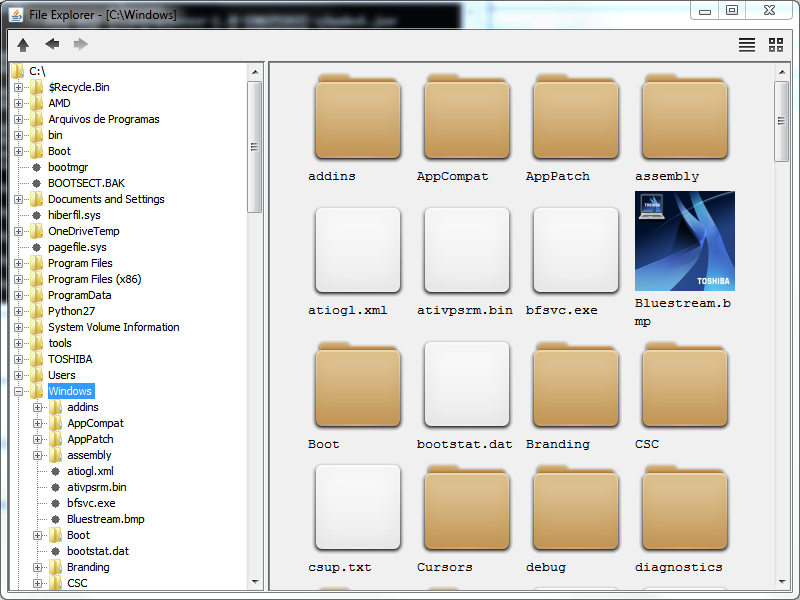 File Explorer - [C:\Windows]
C:\
$Recycle.Bin
AMD
Arquivos de Programas
bin
Boot
bootmgr
BOOTSECT.BAK
Documents and Settings
hiberfil.sys
OneDriveTemp
pagefile.sys
Program Files
Program Files (x86)
ProgramData
Python27
System Volume Information
tools
TOSHIBA
Users
Windows
addins
AppCompat
AppPatch
assembly
atiogl.xml
ativpsrm.bin
bfsvc.exe
Bluestream.bmp
Boot
bootstat.dat
Branding
CSC
addins
AppCompat
AppPatch
assembly
TOSHIBA
atiogl.xml
ativpsrm.bin
bfsvc.exe
Bluestream.b
mp
Boot
bootstat.dat
Branding
CSC
csup.txt
Cursors
debug
diagnostics